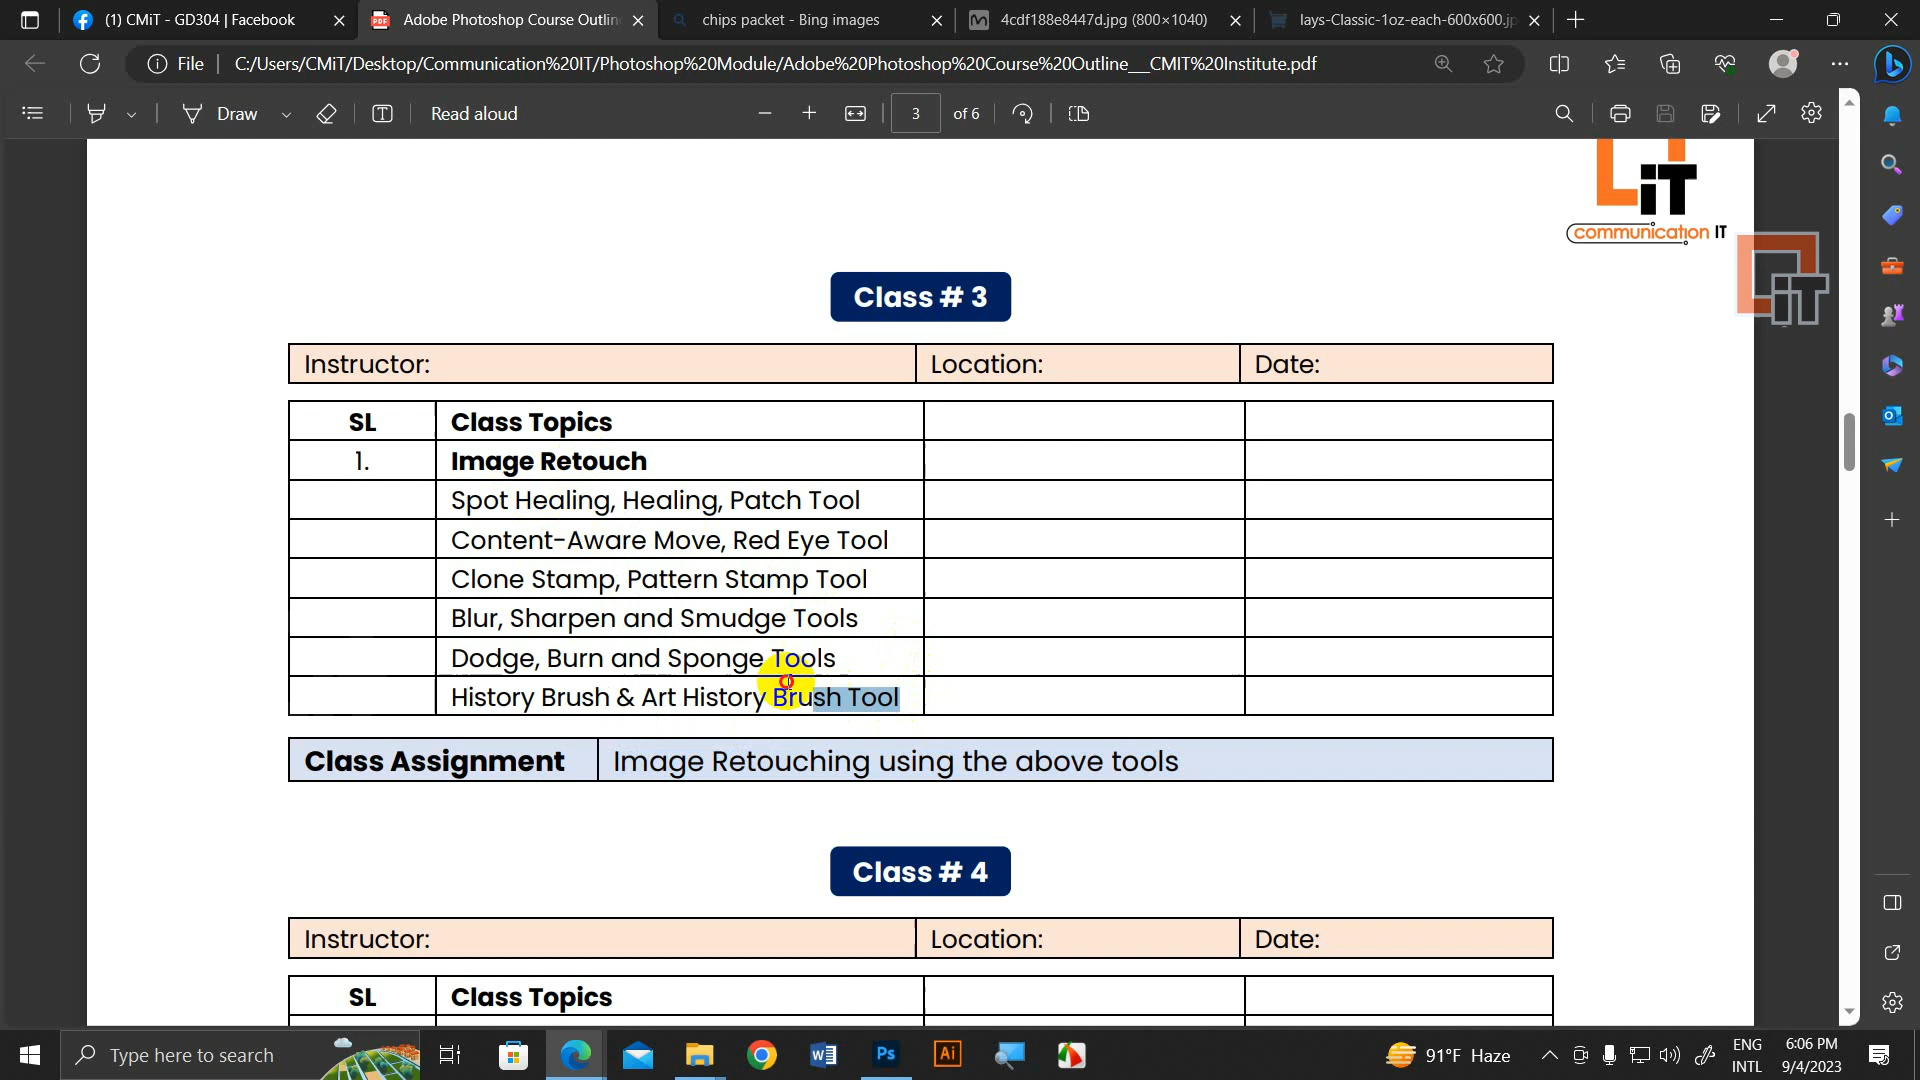 (1) CMiT - GD304 | Facebook
Adobe Photoshop Course Outlin
chips packet - Bing images
4cdf188e8447d.jpg (800×1040)
lays-Classic-1oz-each-600x600.jp
File
C:/Users/CMiT/Desktop/Communication%20IT/Photoshop%20Module/Adobe%20Photoshop%20Course%20Outline___CMIT%20Institute.pdf
Draw
Read aloud
3 of 6
iT
communication IT
iT
Class # 3
Instructor: Location: Date:
SL Class Topics
1. Image Retouch
Spot Healing, Healing, Patch Tool
Content-Aware Move, Red Eye Tool
Clone Stamp, Pattern Stamp Tool
Blur, Sharpen and Smudge Tools
Dodge, Burn and Sponge Tools
History Brush & Art History Brush Tool
Class Assignment Image Retouching using the above tools
Class # 4
Instructor: Location: Date:
SL Class Topics
Type here to search
Ps
Ai
91°F Haze
ENG
INTL
6:06 PM
9/4/2023